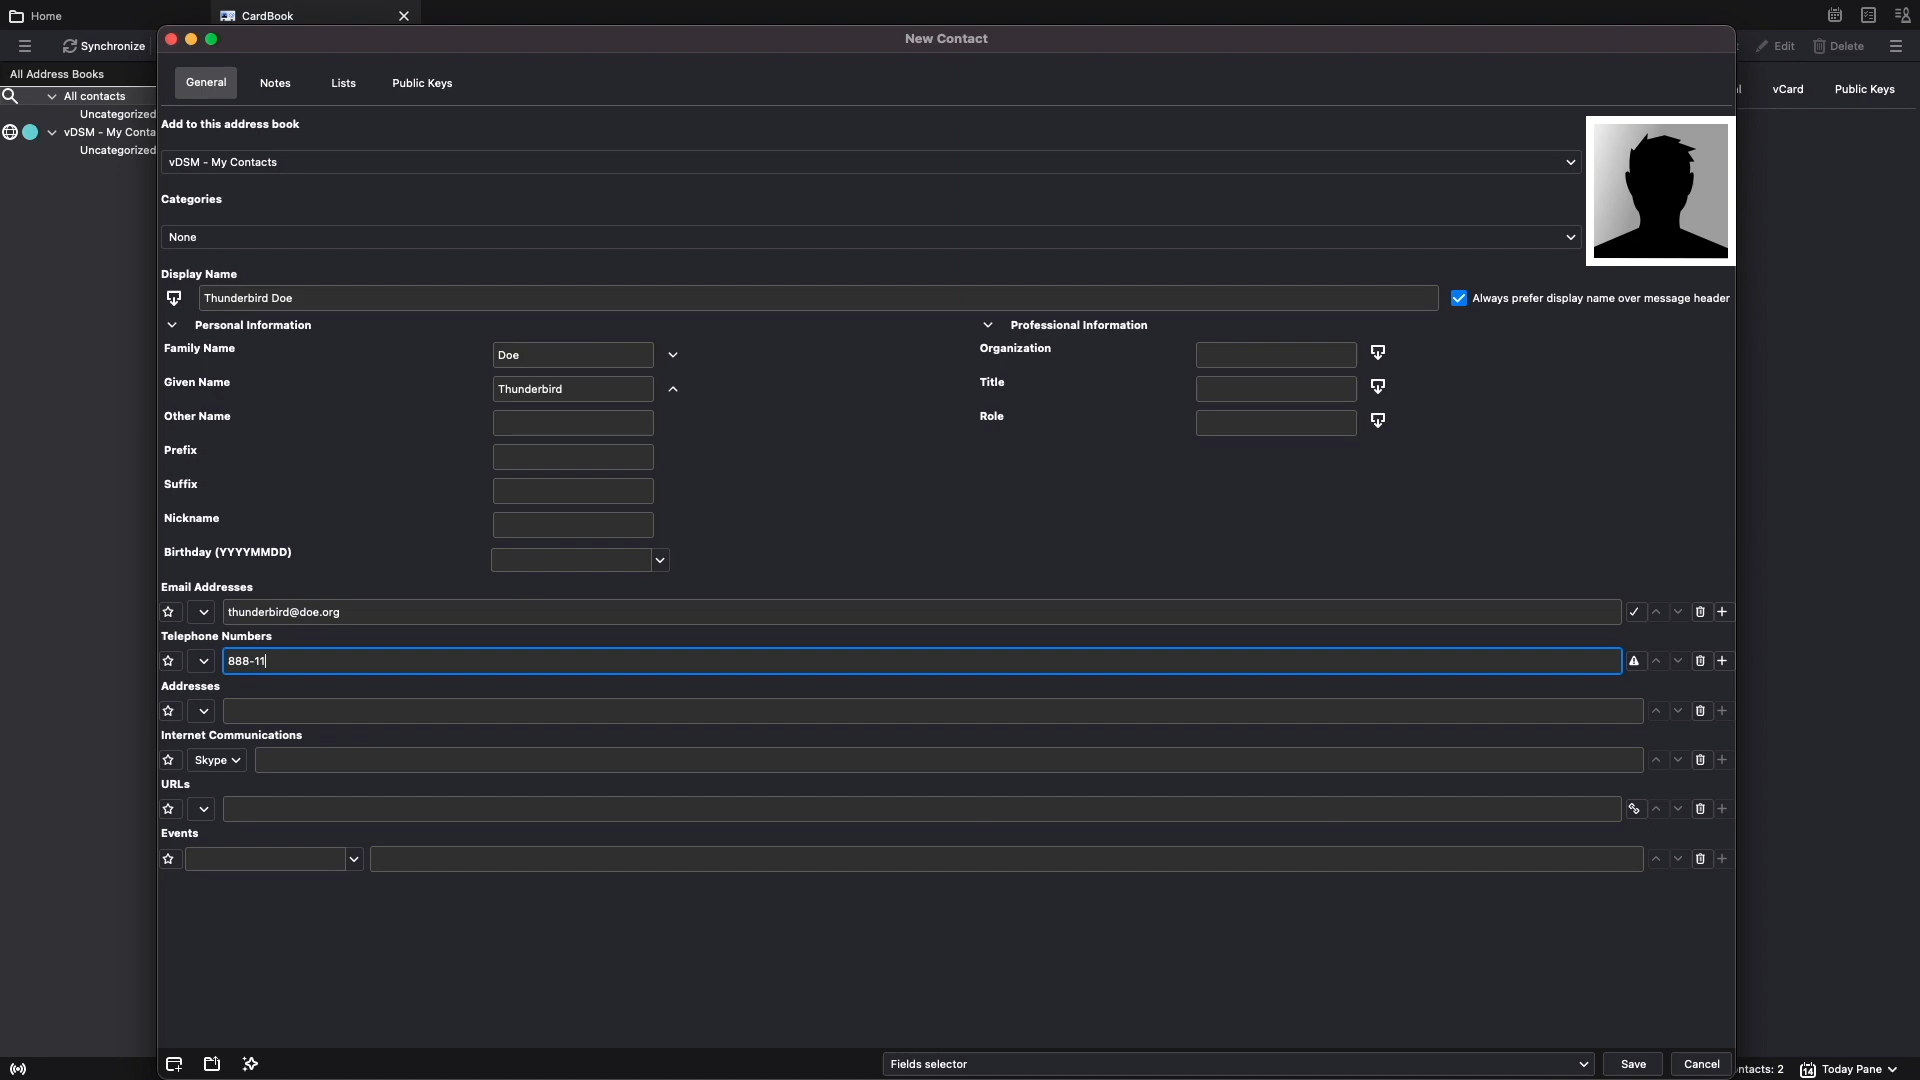 Home
CardBook
Synchronize
New Contact
Edit
Delete
All Address Books
General
Notes
Lists
Public Keys
vCard
Public Keys
All contacts
Uncategorized
vDSM - My Conta
Uncategorized
Add to this address book
vDSM - My Contacts
Categories
None
Display Name
Thunderbird Doe
Always prefer display name over message header
Personal Information
Professional Information
Family Name
Doe
Organization
Given Name
Thunderbird
Title
Other Name
Role
Prefix
Suffix
Nickname
Birthday (YYYYMMDD)
Email Addresses
thunderbird@doe.org
Telephone Numbers
888-11
Addresses
Internet Communications
Skype
URLs
Events
Fields selector
Save
Cancel
ntacts: 2
14
Today Pane